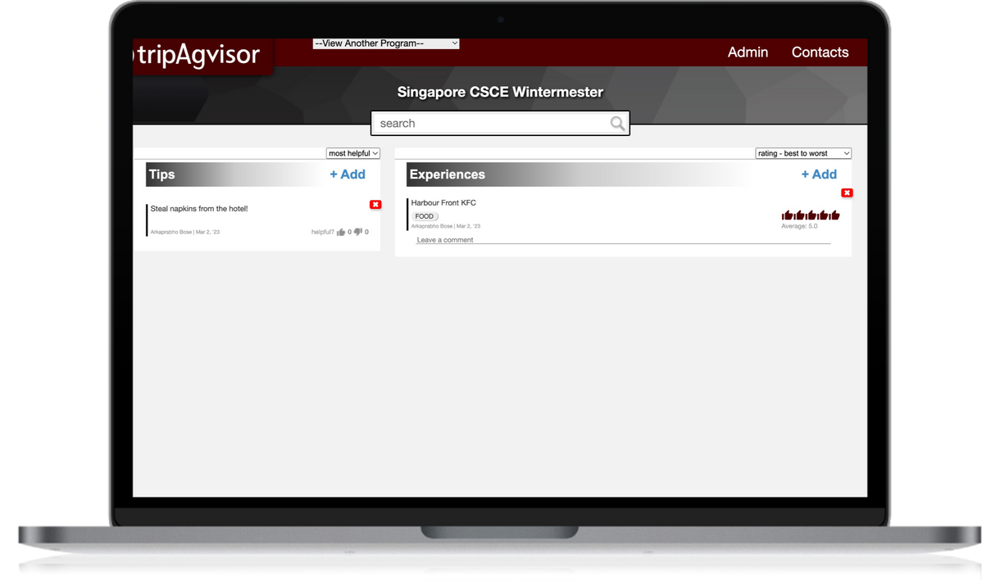 tripAgvisor
--View Another Program--
Admin
Contacts
Singapore CSCE Wintermester
search
most helpful
Tips
+ Add
Steal napkins from the hotel!
Arkaprabho Bose | Mar 2, '23
helpful? 0 0
rating - best to worst
Experiences
+ Add
Harbour Front KFC
FOOD
Arkaprabho Bose | Mar 2, '23
Average: 5.0
Leave a comment